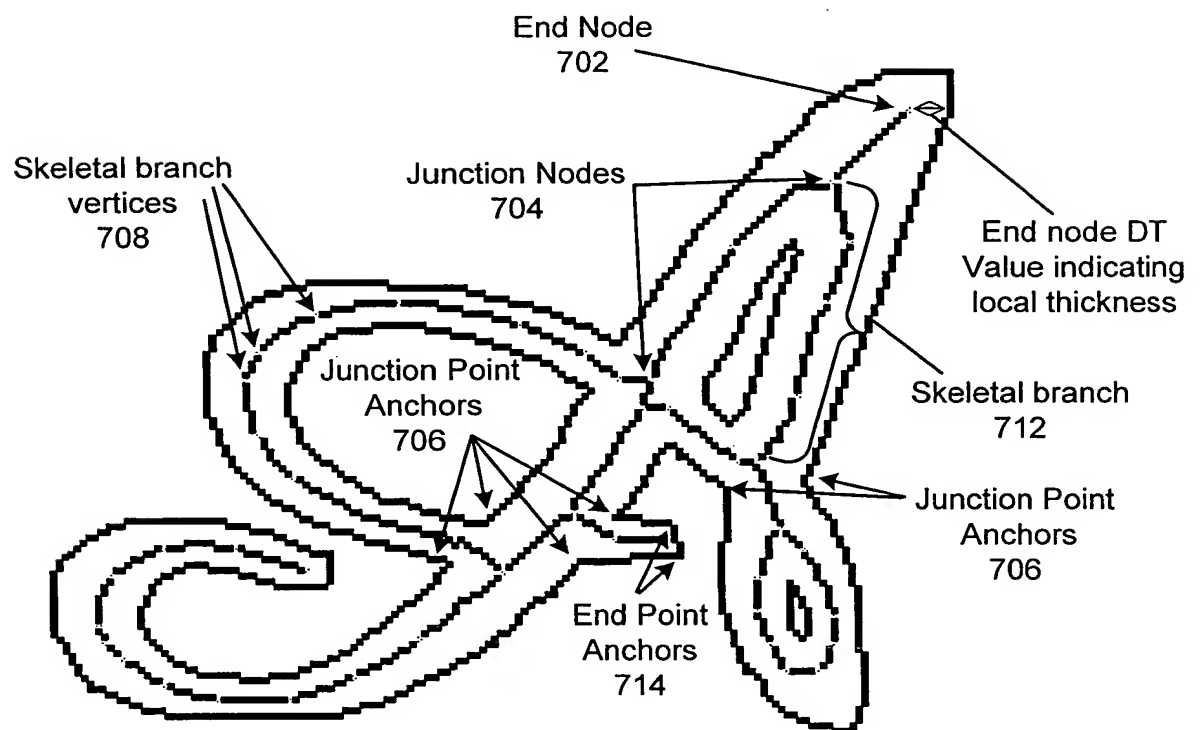 End Node
702
Skeletal branch
vertices
708
Junction Nodes
704
End node DT
Value indicating
local thickness
Junction Point
Anchors
706
Skeletal branch
712
Junction Point
Anchors
706
End Point
Anchors
714